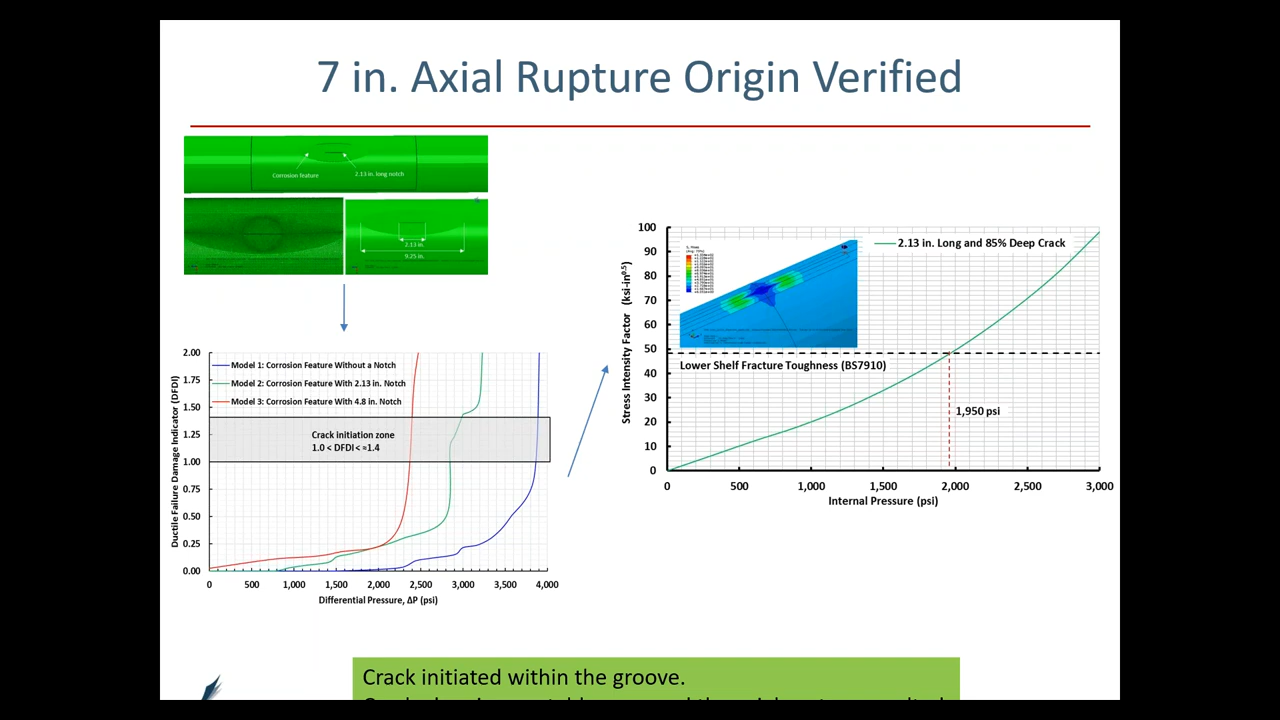 7 in. Axial Rupture Origin Verified
Corrosion feature
2.13 in. long notch
2.13 in.
9.25 in.
2.00
1.75
1.50
1.25
1.00
0.75
0.50
0.25
0.00
Ductile Failure Damage Indicator (DFDI)
Model 1: Corrosion Feature Without a Notch
Model 2: Corrosion Feature With 2.13 in. Notch
Model 3: Corrosion Feature With 4.8 in. Notch
Crack initiation zone
1.0 < DFDI < ≈1.4
0 500 1,000 1,500 2,000 2,500 3,000 3,500 4,000
Differential Pressure, ΔP (psi)
100
90
80
70
60
50
40
30
20
10
0
Stress Intensity Factor (ksi-in^0.5)
2.13 in. Long and 85% Deep Crack
Lower Shelf Fracture Toughness (BS7910)
1,950 psi
0 500 1,000 1,500 2,000 2,500 3,000
Internal Pressure (psi)
Crack initiated within the groove.